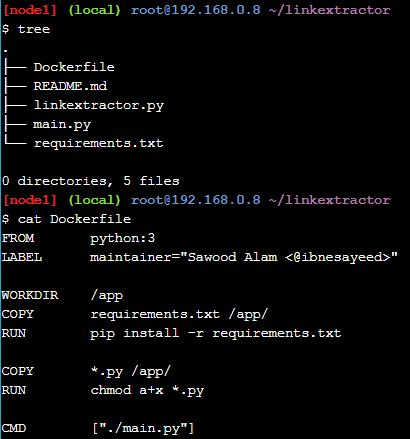 [node1] (local) root@192.168.0.8 ~/linkextractor
$ tree
.
├── Dockerfile
├── README.md
├── linkextractor.py
├── main.py
└── requirements.txt

0 directories, 5 files
[node1] (local) root@192.168.0.8 ~/linkextractor
$ cat Dockerfile
FROM       python:3
LABEL      maintainer="Sawood Alam <@ibnesayeed>"

WORKDIR    /app
COPY       requirements.txt /app/
RUN        pip install -r requirements.txt

COPY       *.py /app/
RUN        chmod a+x *.py

CMD        ["./main.py"]